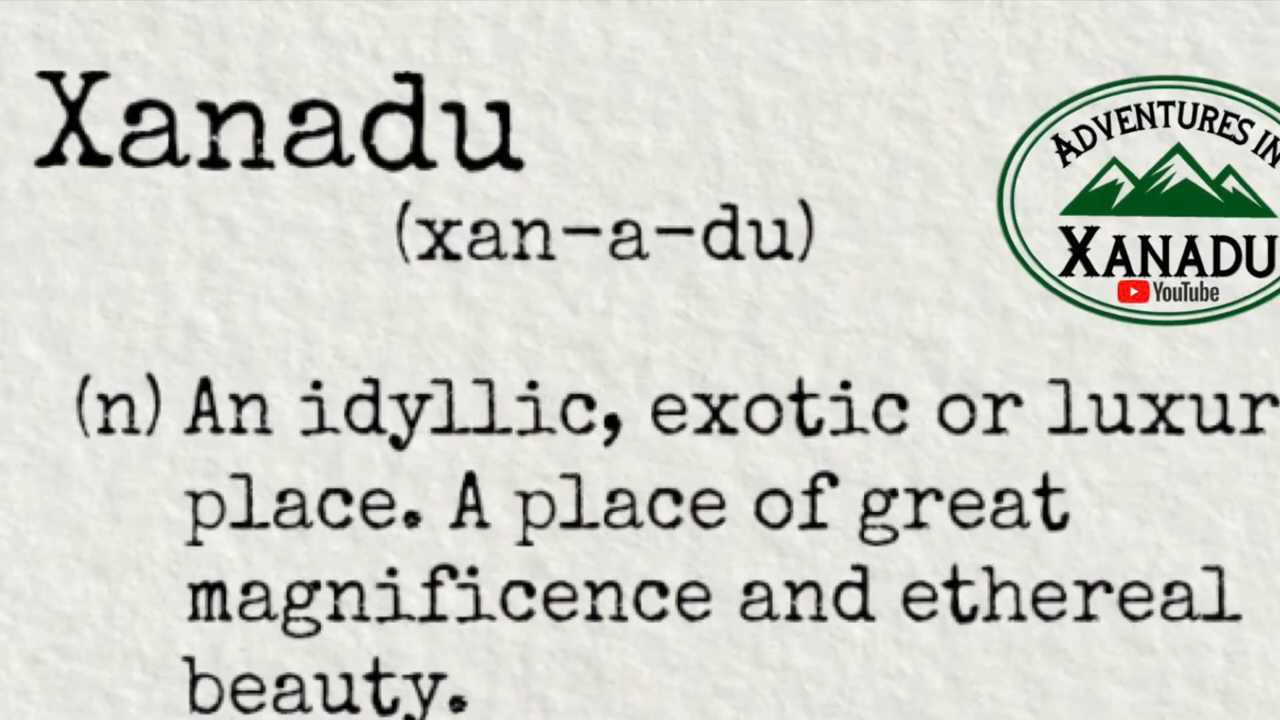 Xanadu
(xan-a-du)
ADVENTURES IN
XANADU
YouTube
(n) An idyllic, exotic or
place. A place of great
magnificence and ethereal
beauty.